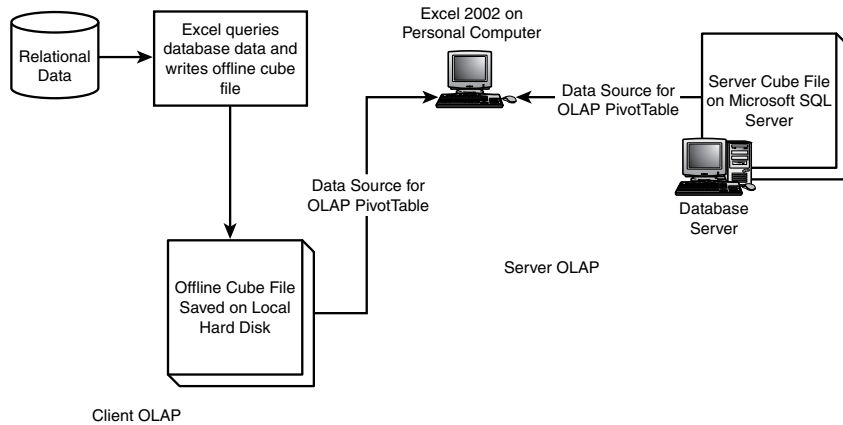 Relational
Data
Excel queries
database data and
writes offline cube
file
Excel 2002 on
Personal Computer
Data Source for
OLAP PivotTable
Server Cube File
on Microsoft SQL
Server
Database
Server
Data Source for
OLAP PivotTable
Offline Cube File
Saved on Local
Hard Disk
Server OLAP
Client OLAP